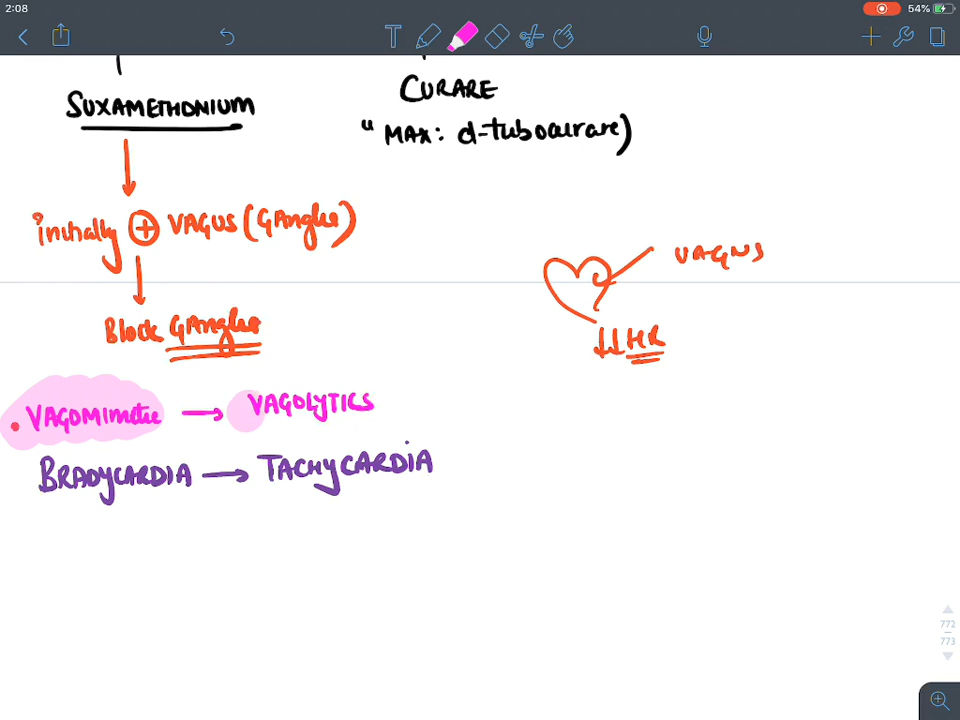 2:08
54%
T
SUXAMETHONIUM
CURARE
"MAX: d-tubocurare)
initially + VAGUS (GAnglia)
Block GAnglia
VAGUS
↓↓HR
• VAGOMimetic → VAGOLYTICS
BRADYCARDIA → TACHYCARDIA
772
773